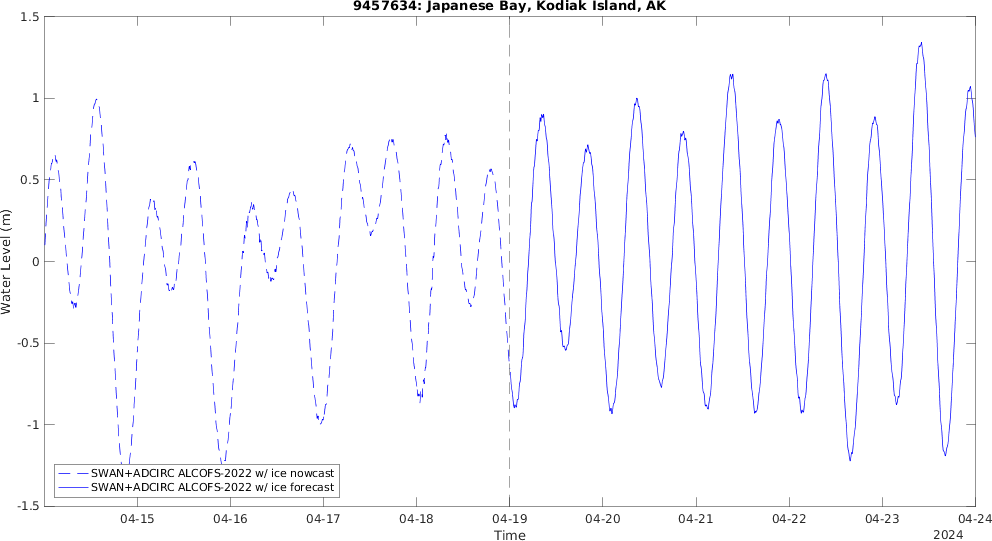 9457634: Japanese Bay, Kodiak Island, AK
1.5
1
0.5
0
-0.5
-1
-1.5
Water Level (m)
SWAN+ADCIRC ALCOFS-2022 w/ ice nowcast
SWAN+ADCIRC ALCOFS-2022 w/ ice forecast
04-15 04-16 04-17 04-18 04-19 04-20 04-21 04-22 04-23 04-24
Time
2024